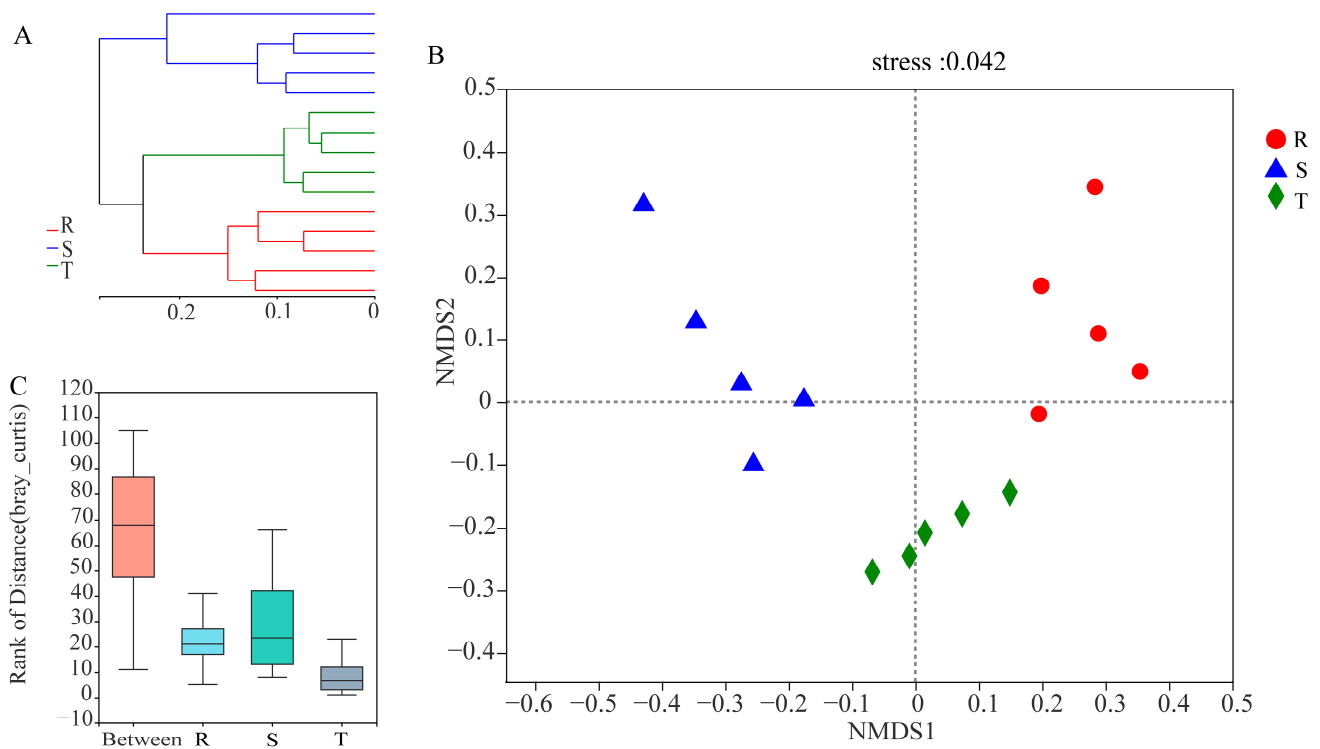 A
R
S
T
0.2 0.1 0
B
stress :0.042
NMDS2
0.5
0.4
0.3
0.2
0.1
0
−0.1
−0.2
−0.3
−0.4
−0.6 −0.5 −0.4 −0.3 −0.2 −0.1 0 0.1 0.2 0.3 0.4 0.5
NMDS1
R
S
T
C
Rank of Distance(bray_curtis)
120
110
100
90
80
70
60
50
40
30
20
10
0
−10
Between R S T